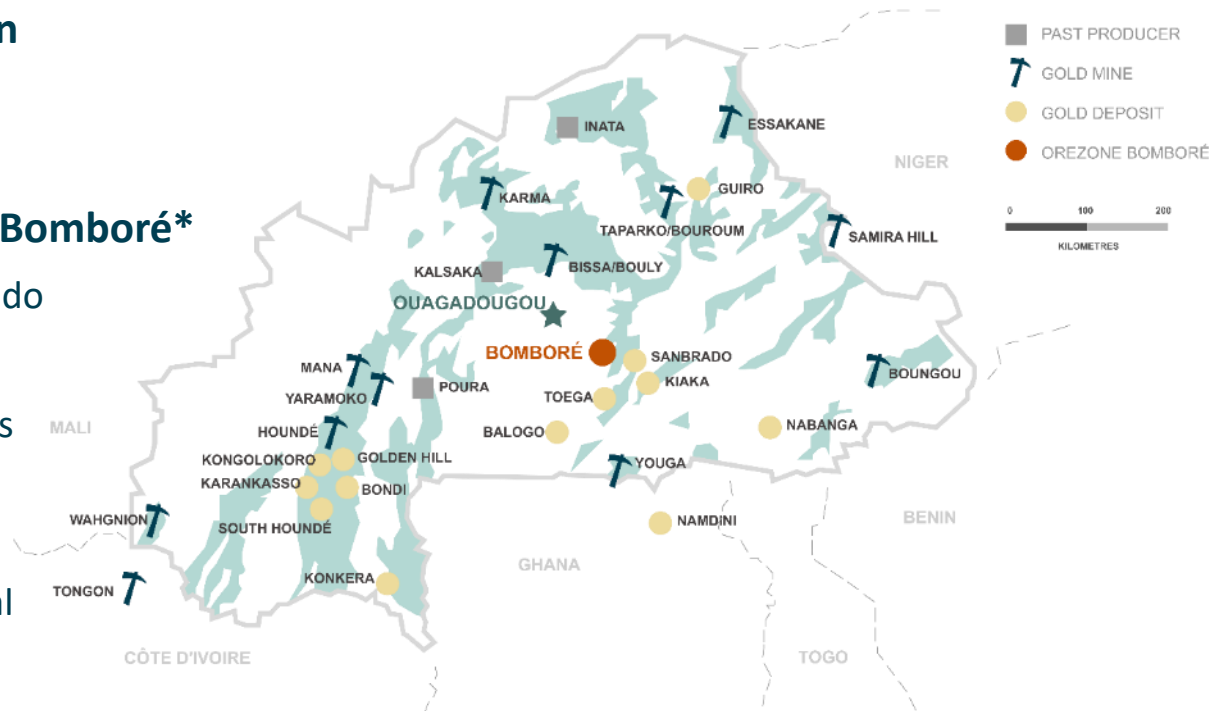 n
Bomboré*
do
s
al
PAST PRODUCER
GOLD MINE
GOLD DEPOSIT
OREZONE BOMBORÉ
0 100 200
KILOMETRES
INATA
ESSAKANE
NIGER
KARMA
GUIRO
TAPARKO/BOUROUM
SAMIRA HILL
KALSAKA
BISSA/BOULY
OUAGADOUGOU
BOMBORÉ
SANBRADO
MANA
KIAKA
BOUNGOU
YARAMOKO
POURA
TOEGA
MALI
HOUNDÉ
BALOGO
NABANGA
KONGOLOKORO
GOLDEN HILL
YOUGA
KARANKASSO
BONDI
WAHGNION
SOUTH HOUNDÉ
NAMDINI
BENIN
GHANA
KONKERA
TONGON
CÔTE D'IVOIRE
TOGO